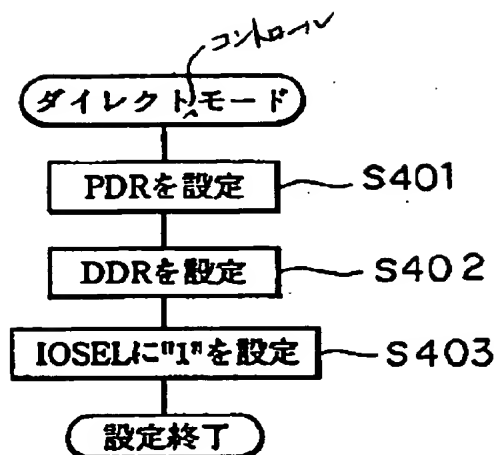 コントロール
ダイレクトモード
PDRを設定
S401
DDRを設定
S402
IOSELに"1"を設定
S403
設定終了